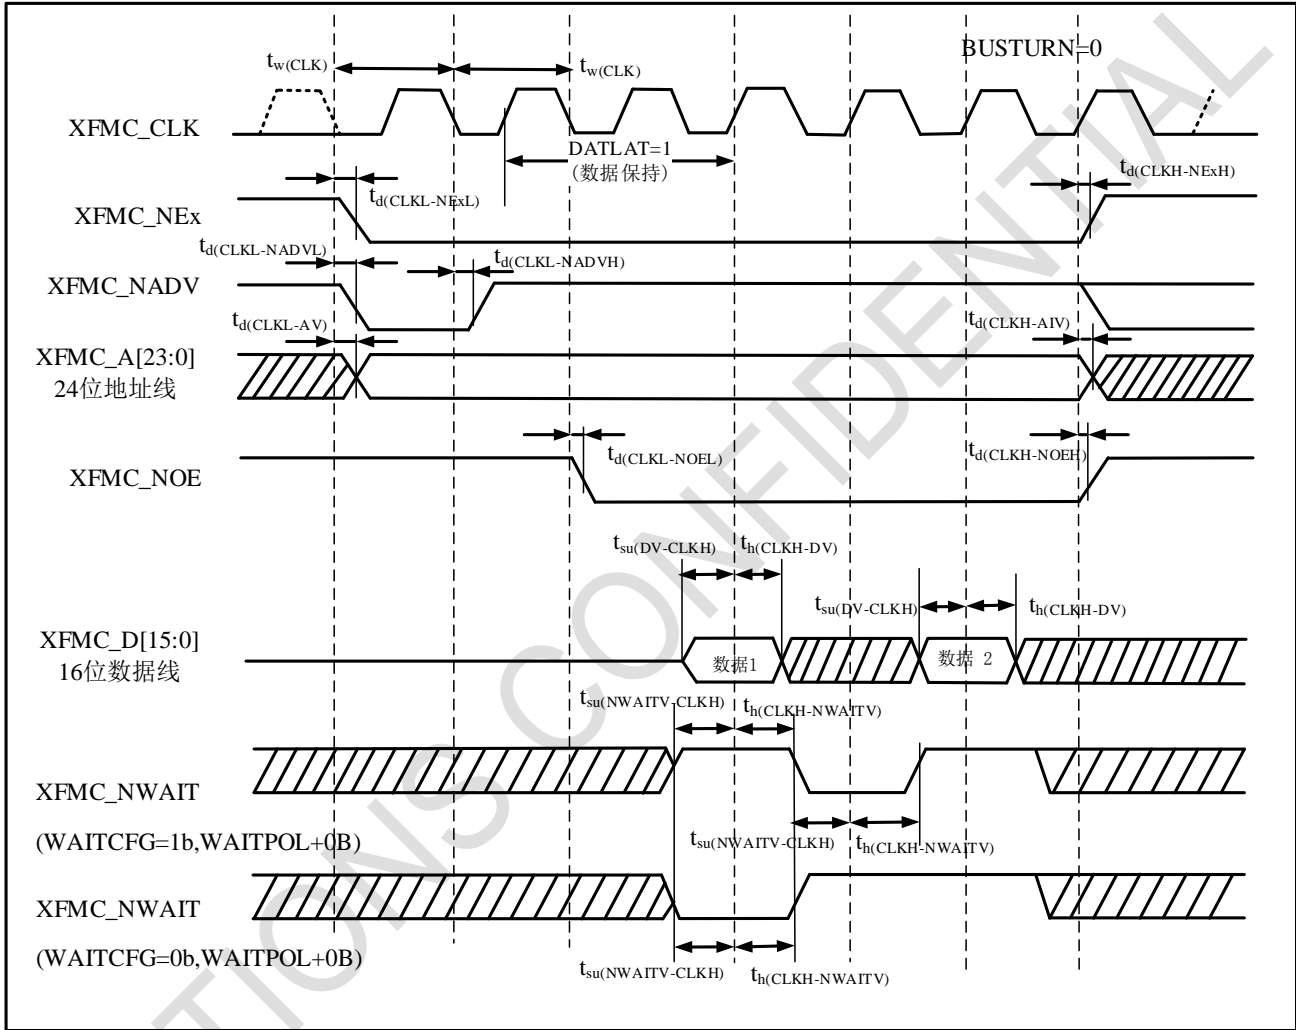 BUSTURN=0
tw(CLK)
tw(CLK)
XFMC_CLK
DATLAT=1
(数据保持)
td(CLKL-NExL)
td(CLKH-NExH)
XFMC_NEx
td(CLKL-NADVL)
td(CLKL-NADVH)
XFMC_NADV
td(CLKL-AV)
td(CLKH-AIV)
XFMC_A[23:0]
24位地址线
td(CLKL-NOEL)
td(CLKH-NOEH)
XFMC_NOE
tsu(DV-CLKH)
th(CLKH-DV)
tsu(DV-CLKH)
th(CLKH-DV)
XFMC_D[15:0]
16位数据线
数据1
数据 2
tsu(NWAITV-CLKH)
th(CLKH-NWAITV)
XFMC_NWAIT
(WAITCFG=1b,WAITPOL+0B)
tsu(NWAITV-CLKH)
th(CLKH-NWAITV)
XFMC_NWAIT
(WAITCFG=0b,WAITPOL+0B)
tsu(NWAITV-CLKH)
th(CLKH-NWAITV)
TIONS CONFIDENTIAL